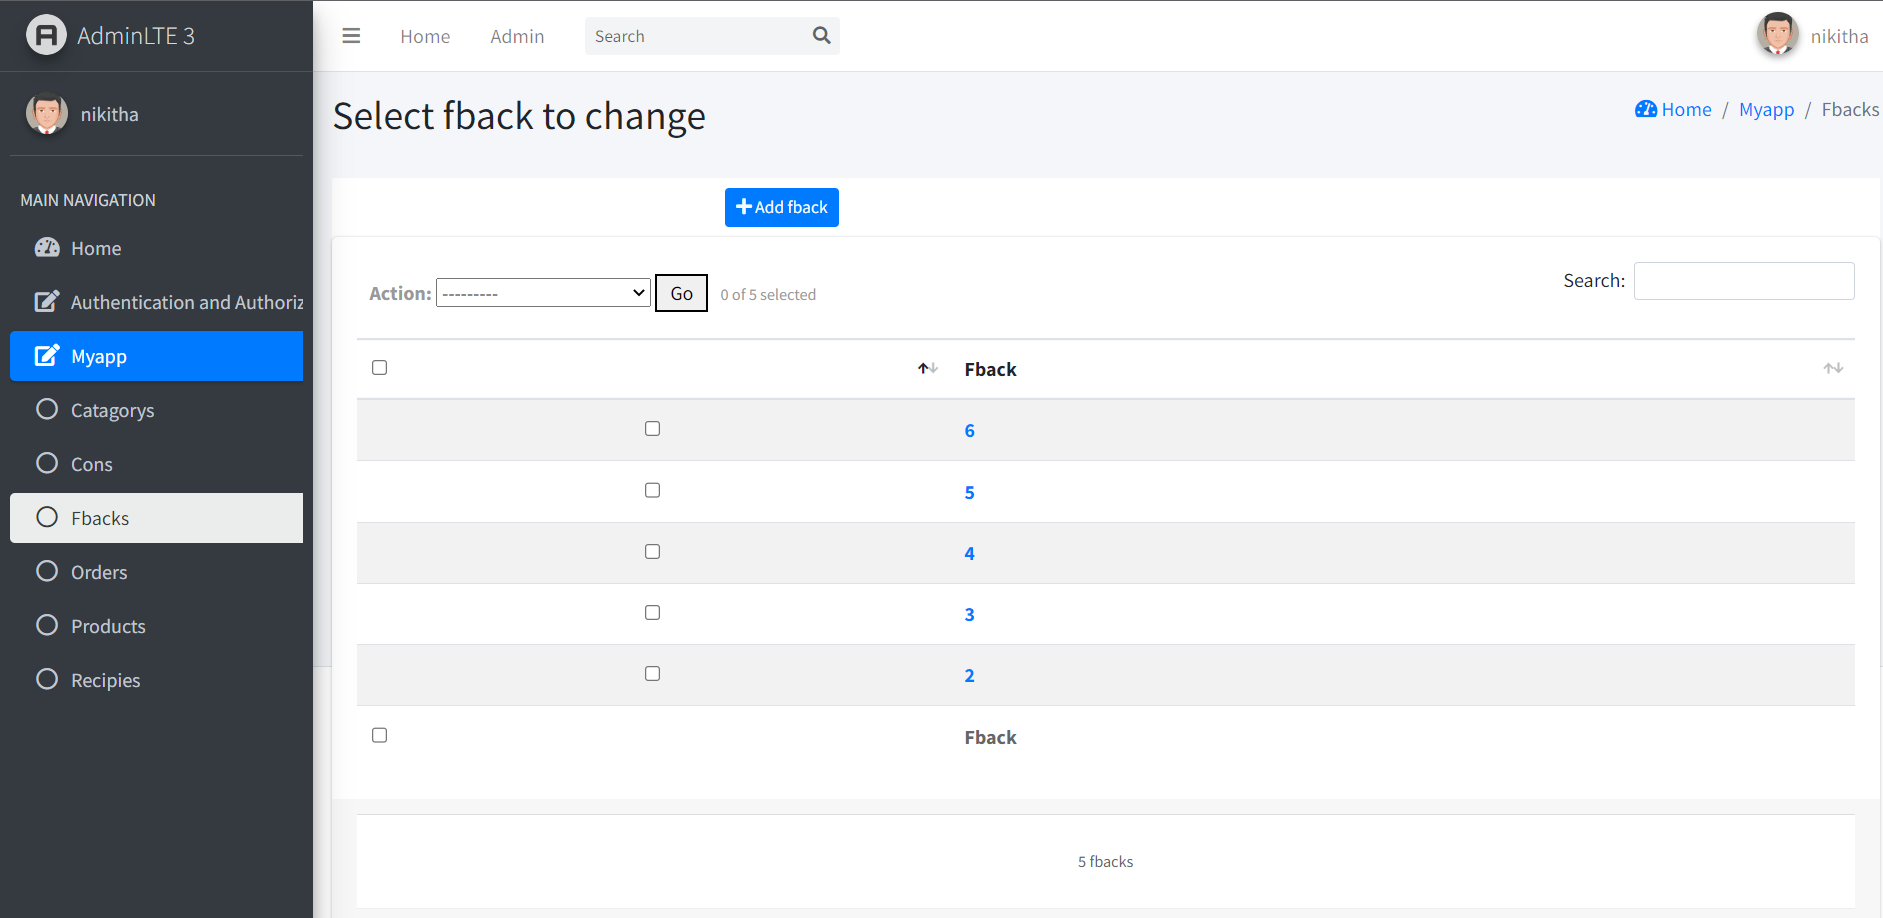 AdminLTE 3
Home
Admin
Search
nikitha
nikitha
MAIN NAVIGATION
Home
Authentication and Authoriz
Myapp
Catagorys
Cons
Fbacks
Orders
Products
Recipies
Select fback to change
Home / Myapp / Fbacks
Add fback
Action: --------- Go 0 of 5 selected
Search:
Fback
6
5
4
3
2
Fback
5 fbacks